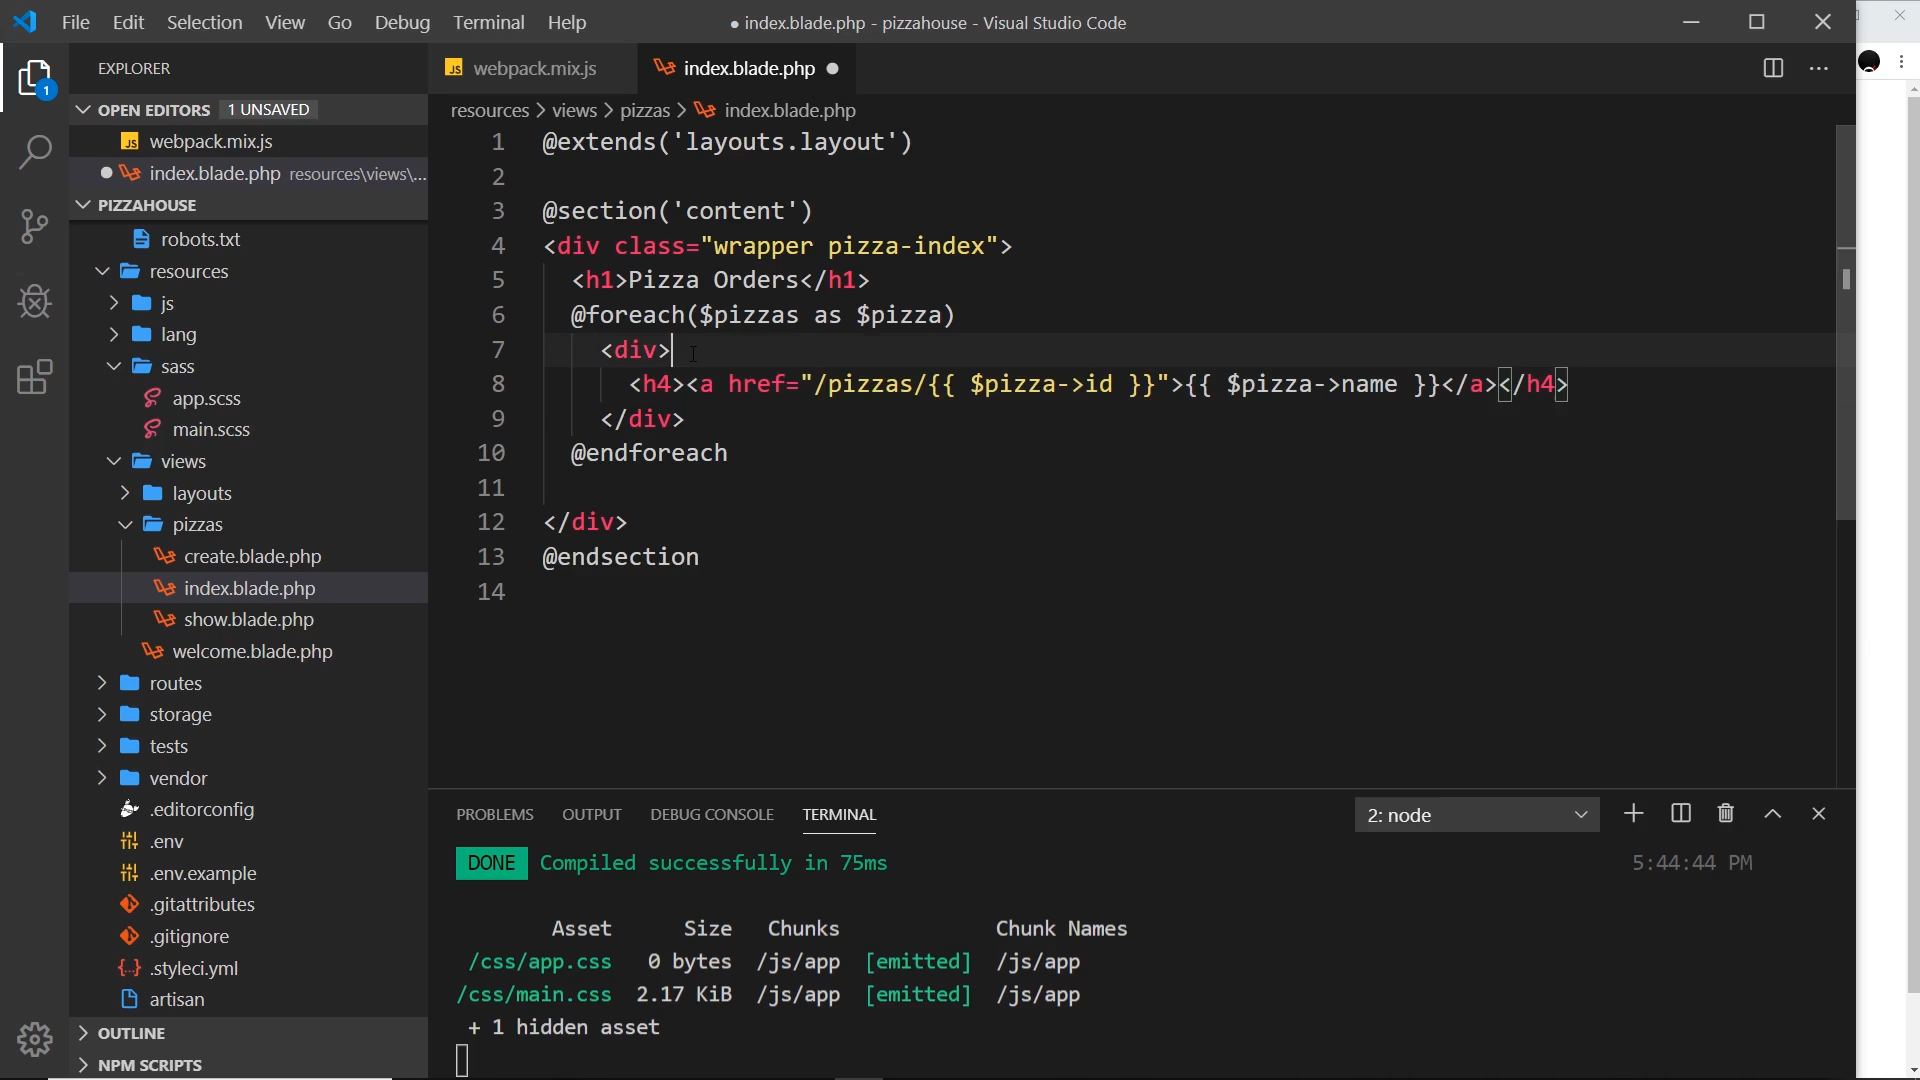 File Edit Selection View Go Debug Terminal Help
● index.blade.php - pizzahouse - Visual Studio Code
EXPLORER
OPEN EDITORS 1 UNSAVED
JS webpack.mix.js
index.blade.php resources\views\...
PIZZAHOUSE
robots.txt
resources
js
lang
sass
app.scss
main.scss
views
layouts
pizzas
create.blade.php
index.blade.php
show.blade.php
welcome.blade.php
routes
storage
tests
vendor
.editorconfig
.env
.env.example
.gitattributes
.gitignore
.styleci.yml
artisan
OUTLINE
NPM SCRIPTS
1
JS webpack.mix.js index.blade.php
resources > views > pizzas > index.blade.php
1 @extends('layouts.layout')
2
3 @section('content')
4 <div class="wrapper pizza-index">
5 <h1>Pizza Orders</h1>
6 @foreach($pizzas as $pizza)
7 <div>
8 <h4><a href="/pizzas/{{ $pizza->id }}">{{ $pizza->name }}</a></h4>
9 </div>
10 @endforeach
11
12 </div>
13 @endsection
14
PROBLEMS OUTPUT DEBUG CONSOLE TERMINAL 2: node
DONE Compiled successfully in 75ms 5:44:44 PM
Asset Size Chunks Chunk Names
/css/app.css 0 bytes /js/app [emitted] /js/app
/css/main.css 2.17 KiB /js/app [emitted] /js/app
+ 1 hidden asset